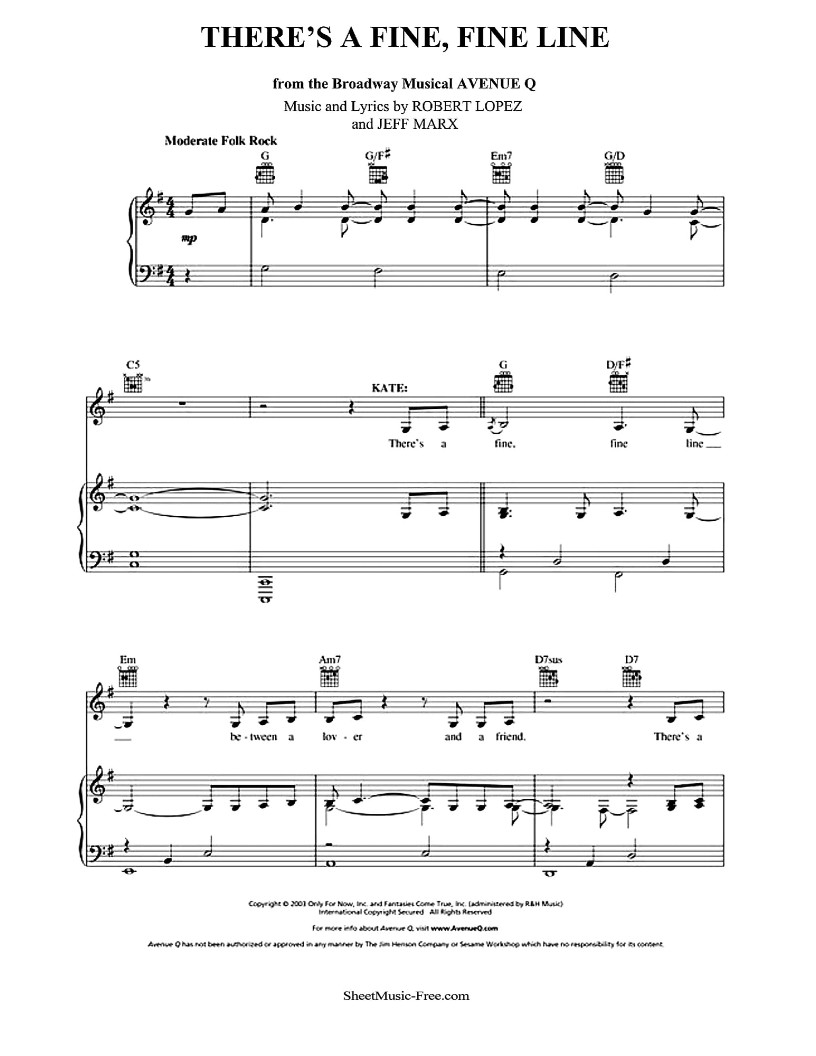 THERE'S A FINE, FINE LINE
from the Broadway Musical AVENUE Q
Music and Lyrics by ROBERT LOPEZ
and JEFF MARX
Moderate Folk Rock
G G/F# Em7 G/D
mp
C5 G D/F#
KATE:
There's a fine, fine line
Em Am7 D7sus D7
be - tween a lov - er and a friend. There's a
Copyright © 2003 Only For Now, Inc. and Fantasies Come True, Inc. (administered by R&H Music)
International Copyright Secured All Rights Reserved
For more info about Avenue Q, visit www.AvenueQ.com
Avenue Q has not been authorized or approved in any manner by The Jim Henson Company or Sesame Workshop which have no responsibility for its content.
SheetMusic-Free.com